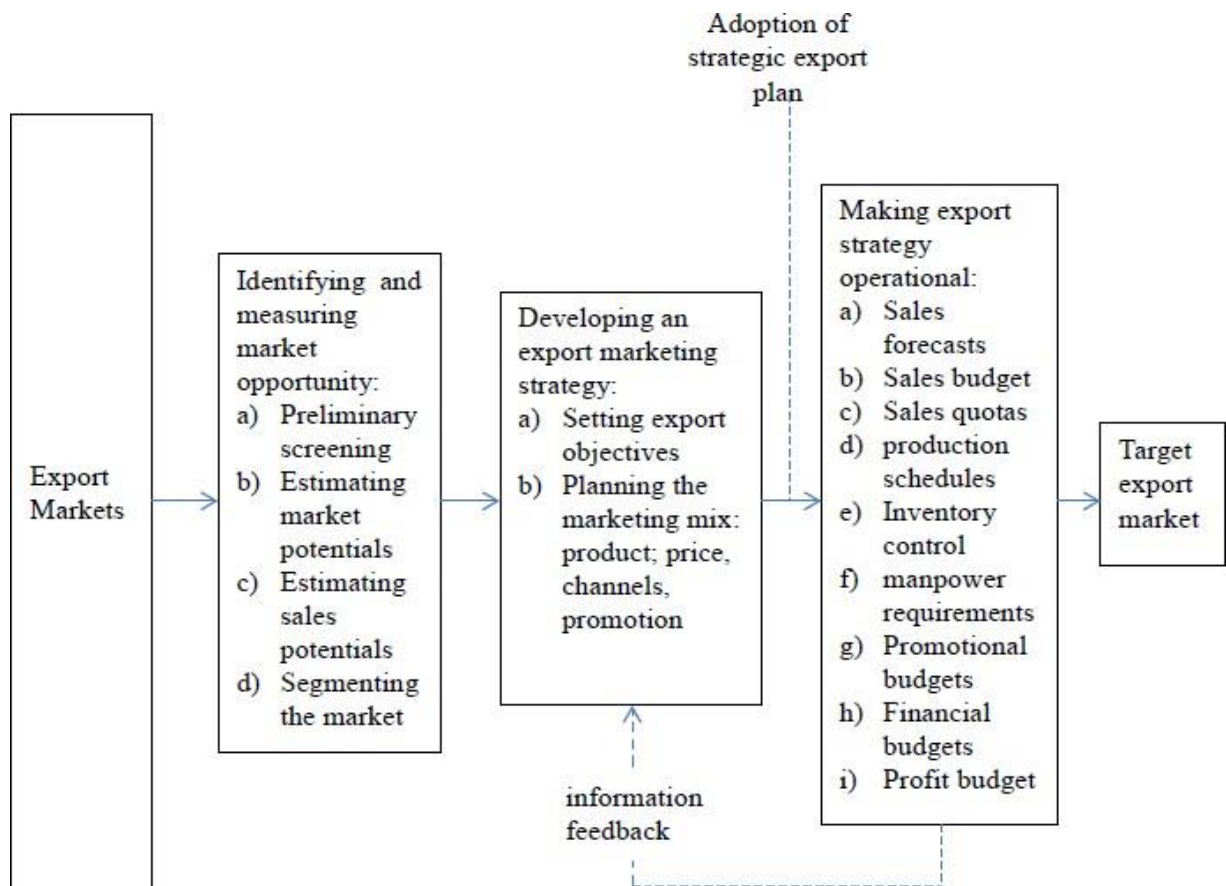 Adoption of
strategic export
plan
Export
Markets
Identifying and
measuring
market
opportunity:
a) Preliminary
screening
b) Estimating
market
potentials
c) Estimating
sales
potentials
d) Segmenting
the market
Developing an
export marketing
strategy:
a) Setting export
objectives
b) Planning the
marketing mix:
product; price,
channels,
promotion
information
feedback
Making export
strategy
operational:
a) Sales
forecasts
b) Sales budget
c) Sales quotas
d) production
schedules
e) Inventory
control
f) manpower
requirements
g) Promotional
budgets
h) Financial
budgets
i) Profit budget
Target
export
market